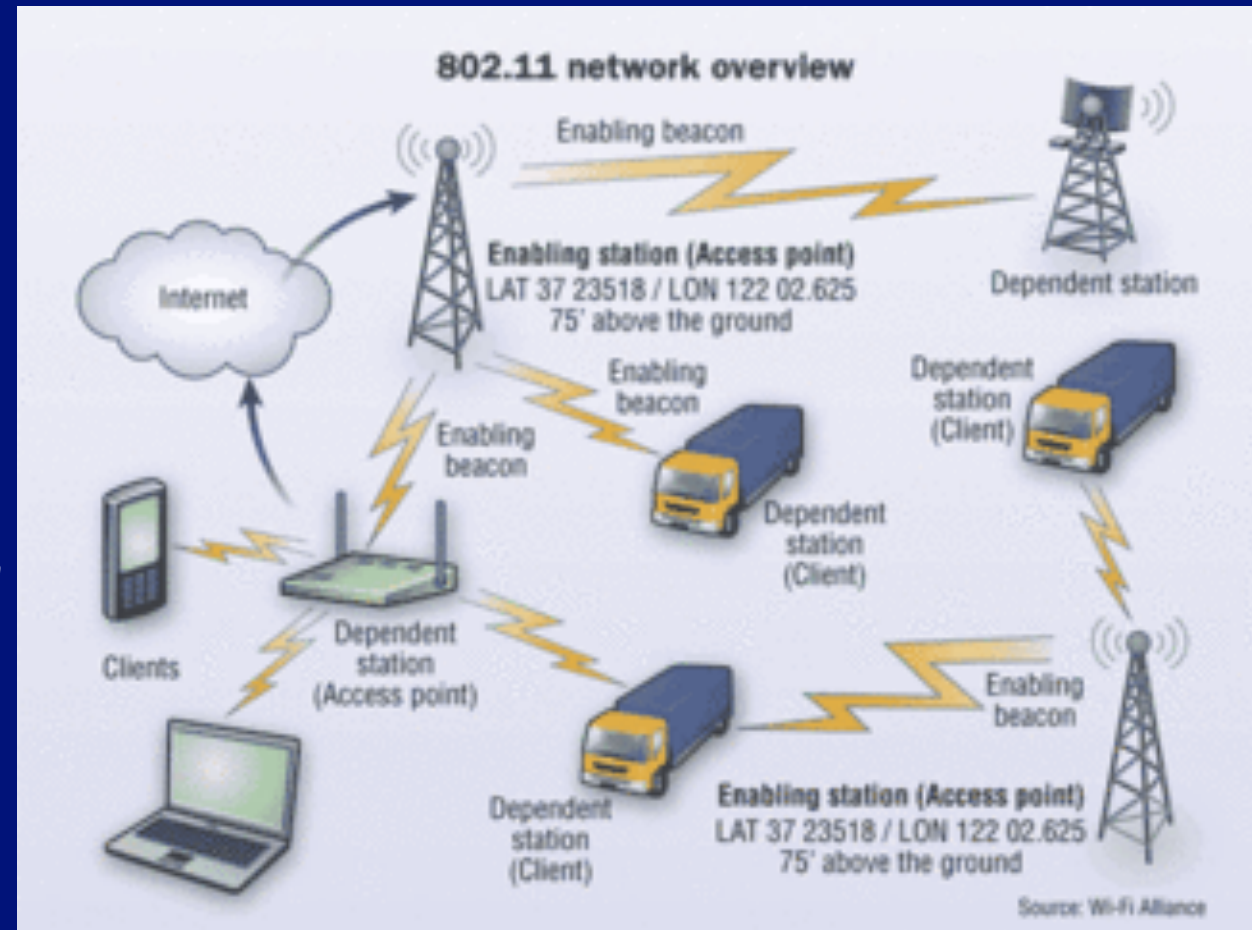 802.11 network overview
Enabling beacon
Enabling station (Access point)
LAT 37 23518 / LON 122 02.625
75' above the ground
Dependent station
Internet
Enabling
beacon
Dependent
station
(Client)
Enabling
beacon
Dependent
station
(Client)
Clients
Dependent
station
(Access point)
Enabling
beacon
Dependent
station
(Client)
Enabling station (Access point)
LAT 37 23518 / LON 122 02.625
75' above the ground
Source: Wi-Fi Alliance